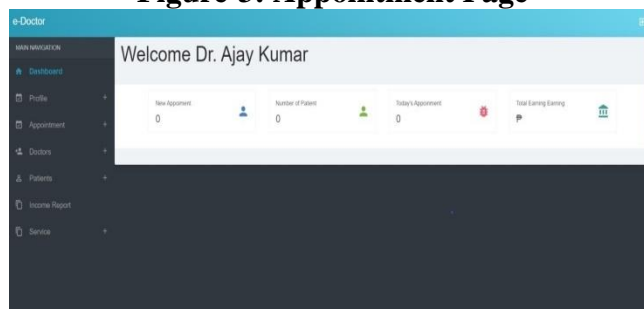 Figure 3: Appointment Page
e-Doctor
MAIN NAVIGATION
Welcome Dr. Ajay Kumar
Dashboard
Profile +
New Appoinment Number of Patient Today's Appoinment Total Earning Earning
0 0 0 ₱
Appointment +
Doctors +
Patients +
Income Report
Service +